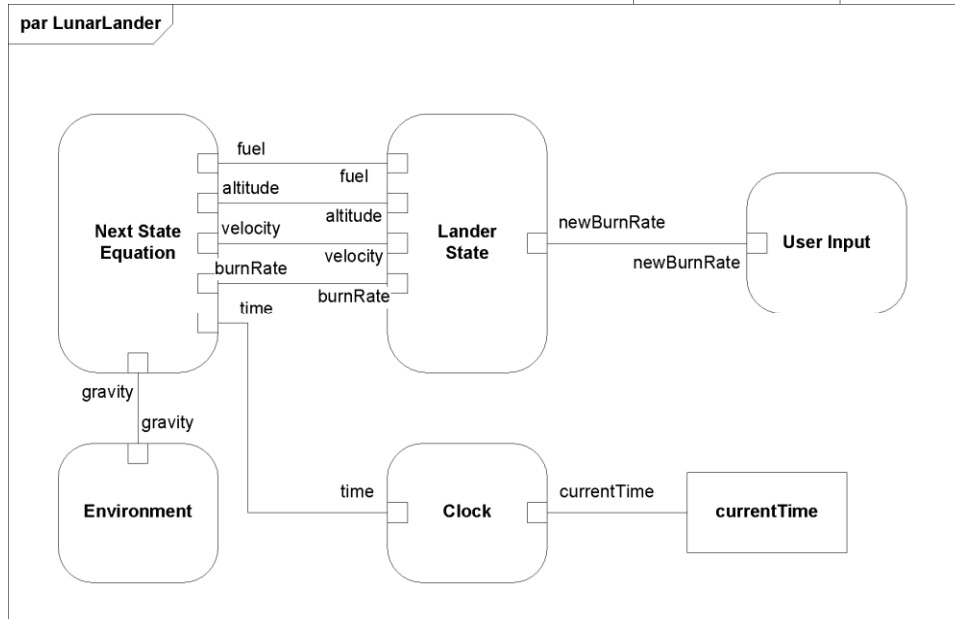 par LunarLander
fuel
fuel
altitude
altitude
velocity
velocity
burnRate
burnRate
time
Next State
Equation
Lander
State
newBurnRate
newBurnRate
User Input
gravity
gravity
Environment
time
Clock
currentTime
currentTime